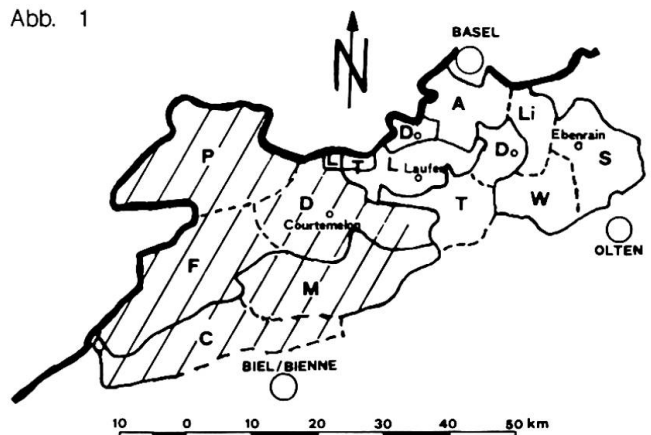 Abb. 1
N
BASEL
A
Li
Do
Ebenrain
P
L
T
L
Laufen
Do
S
D
Courtemelon
T
W
OLTEN
F
M
C
BIEL/BIENNE
10 0 10 20 30 40 50 km